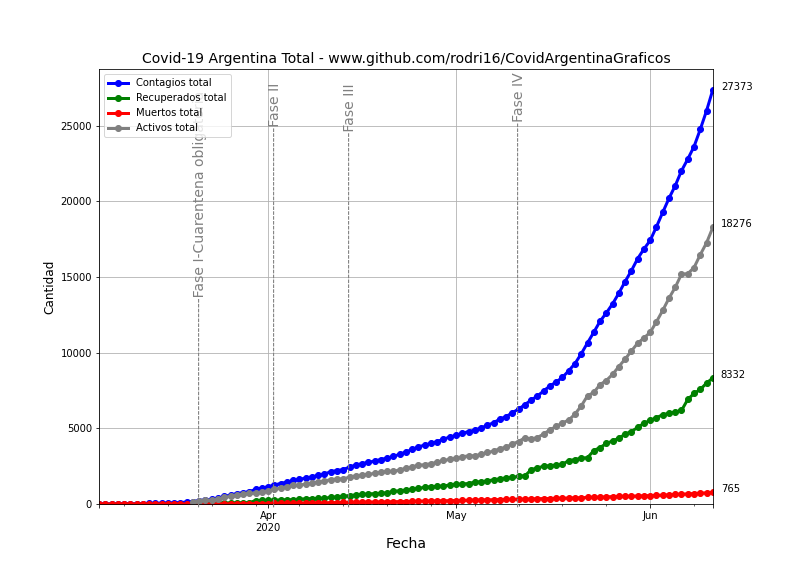 Covid-19 Argentina Total - www.github.com/rodri16/CovidArgentinaGraficos
Contagios total
Recuperados total
Muertos total
Activos total
Fase I-Cuarentena
Fase II
Fase III
Fase IV
27373
18276
8332
765
Cantidad
25000
20000
15000
10000
5000
0
Apr
2020
May
Jun
Fecha